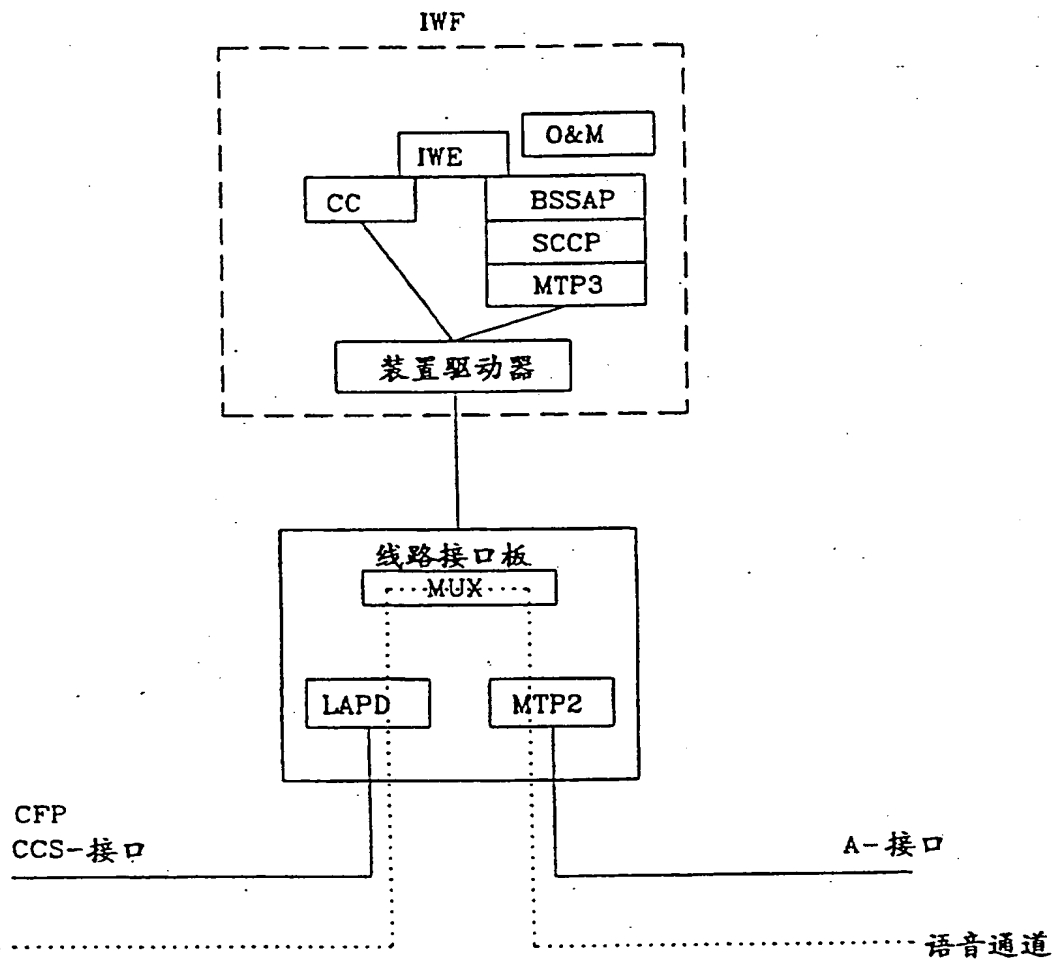 IWF
O&M
IWE
CC
BSSAP
SCCP
MTP3
装置驱动器
线路接口板
MUX
LAPD
MTP2
CFP
CCS-接口
A-接口
语音通道